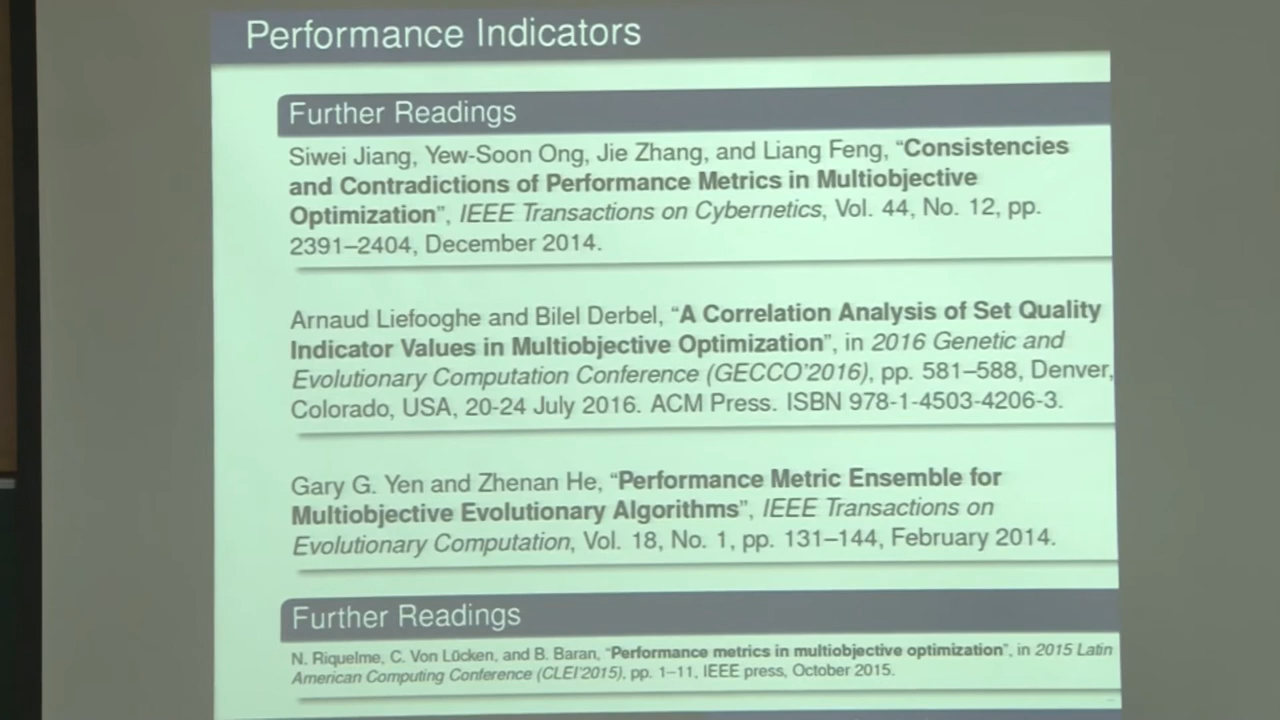 Performance Indicators
Further Readings
Siwei Jiang, Yew-Soon Ong, Jie Zhang, and Liang Feng, “Consistencies
and Contradictions of Performance Metrics in Multiobjective
Optimization”, IEEE Transactions on Cybernetics, Vol. 44, No. 12, pp.
2391–2404, December 2014.
Arnaud Liefooghe and Bilel Derbel, “A Correlation Analysis of Set Quality
Indicator Values in Multiobjective Optimization”, in 2016 Genetic and
Evolutionary Computation Conference (GECCO’2016), pp. 581–588, Denver,
Colorado, USA, 20-24 July 2016. ACM Press. ISBN 978-1-4503-4206-3.
Gary G. Yen and Zhenan He, “Performance Metric Ensemble for
Multiobjective Evolutionary Algorithms”, IEEE Transactions on
Evolutionary Computation, Vol. 18, No. 1, pp. 131–144, February 2014.
Further Readings
N. Riquelme, C. Von Lücken, and B. Baran, “Performance metrics in multiobjective optimization”, in 2015 Latin
American Computing Conference (CLEI’2015), pp. 1–11, IEEE press, October 2015.